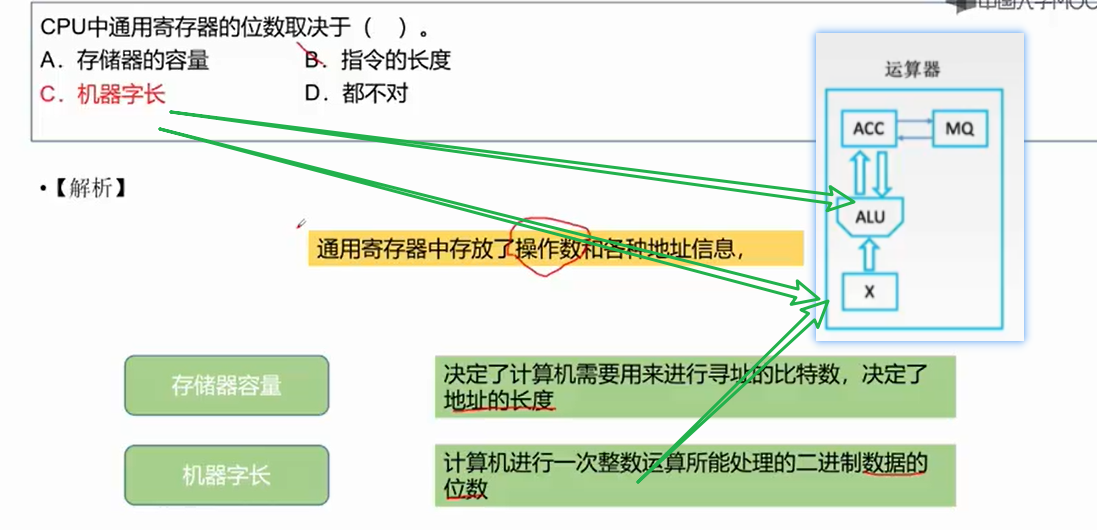 中国大学MOOC
CPU中通用寄存器的位数取决于（ ）。
A．存储器的容量
B．指令的长度
C．机器字长
D．都不对
运算器
ACC
MQ
ALU
X
•【解析】
通用寄存器中存放了操作数和各种地址信息，
存储器容量
决定了计算机需要用来进行寻址的比特数，决定了
地址的长度
机器字长
计算机进行一次整数运算所能处理的二进制数据的
位数